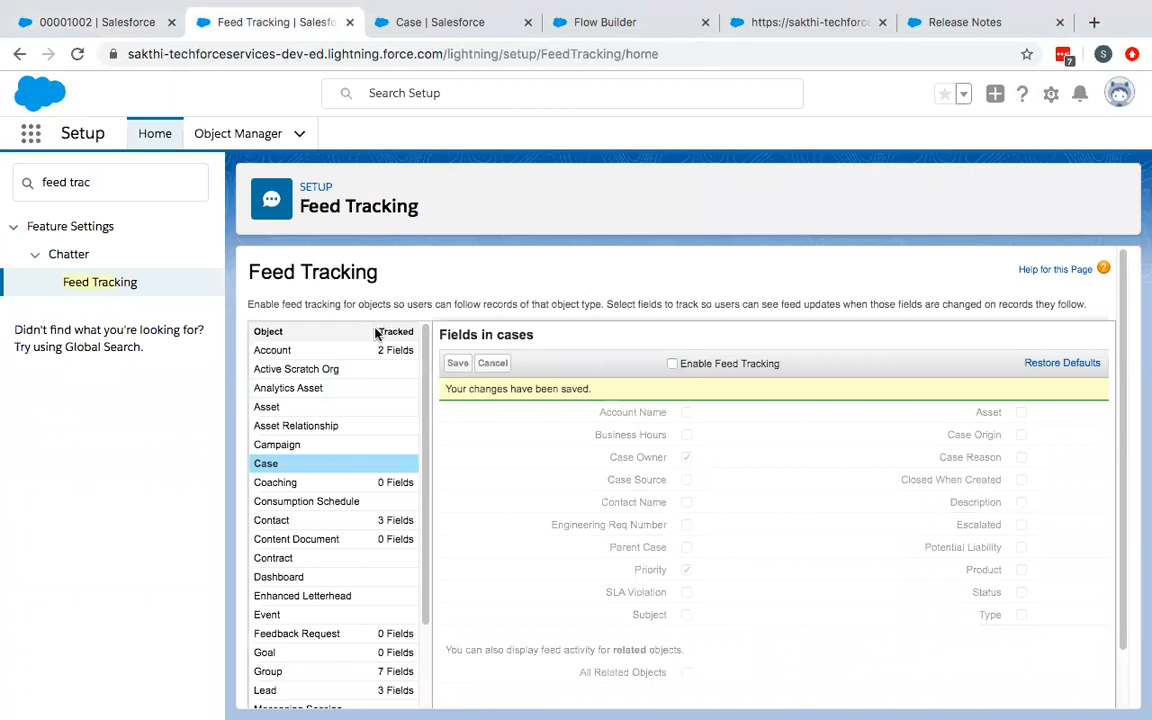 00001002 | Salesforce
Feed Tracking | Salesfo
Case | Salesforce
Flow Builder
https://sakthi-techforce
Release Notes
sakthi-techforceservices-dev-ed.lightning.force.com/lightning/setup/FeedTracking/home
7
S
Search Setup
Setup
Home
Object Manager
feed trac
Feature Settings
Chatter
Feed Tracking
Didn't find what you're looking for?
Try using Global Search.
SETUP
Feed Tracking
Feed Tracking
Help for this Page
Enable feed tracking for objects so users can follow records of that object type. Select fields to track so users can see feed updates when those fields are changed on records they follow.
Object Tracked
Account 2 Fields
Active Scratch Org
Analytics Asset
Asset
Asset Relationship
Campaign
Case
Coaching 0 Fields
Consumption Schedule
Contact 3 Fields
Content Document 0 Fields
Contract
Dashboard
Enhanced Letterhead
Event
Feedback Request 0 Fields
Goal 0 Fields
Group 7 Fields
Lead 3 Fields
Fields in cases
Save Cancel Enable Feed Tracking Restore Defaults
Your changes have been saved.
Account Name Asset
Business Hours Case Origin
Case Owner Case Reason
Case Source Closed When Created
Contact Name Description
Engineering Req Number Escalated
Parent Case Potential Liability
Priority Product
SLA Violation Status
Subject Type
You can also display feed activity for related objects.
All Related Objects